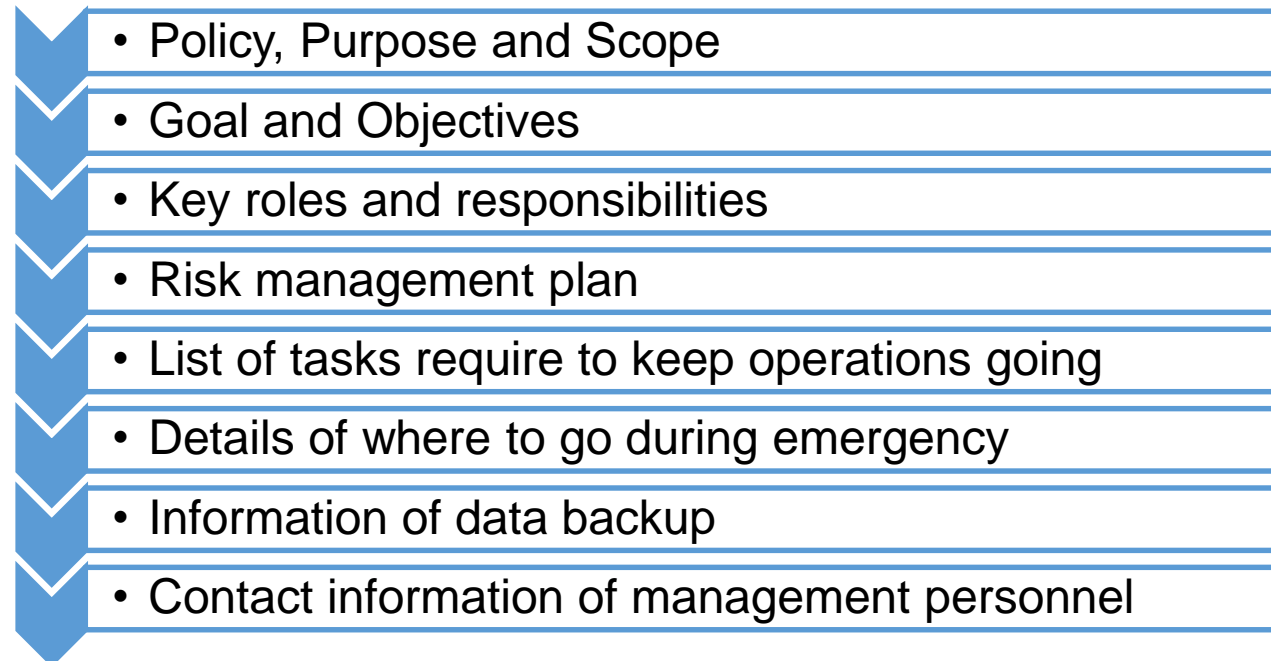 • Policy, Purpose and Scope
• Goal and Objectives
• Key roles and responsibilities
• Risk management plan
• List of tasks require to keep operations going
• Details of where to go during emergency
• Information of data backup
• Contact information of management personnel